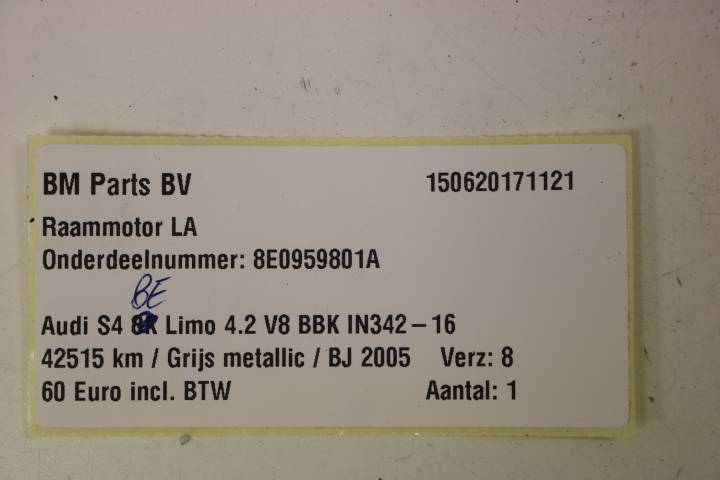 BM Parts BV 150620171121
Raammotor LA
Onderdeelnummer: 8E0959801A
BE
Audi S4 Limo 4.2 V8 BBK IN342-16
42515 km / Grijs metallic / BJ 2005 Verz: 8
60 Euro incl. BTW Aantal: 1